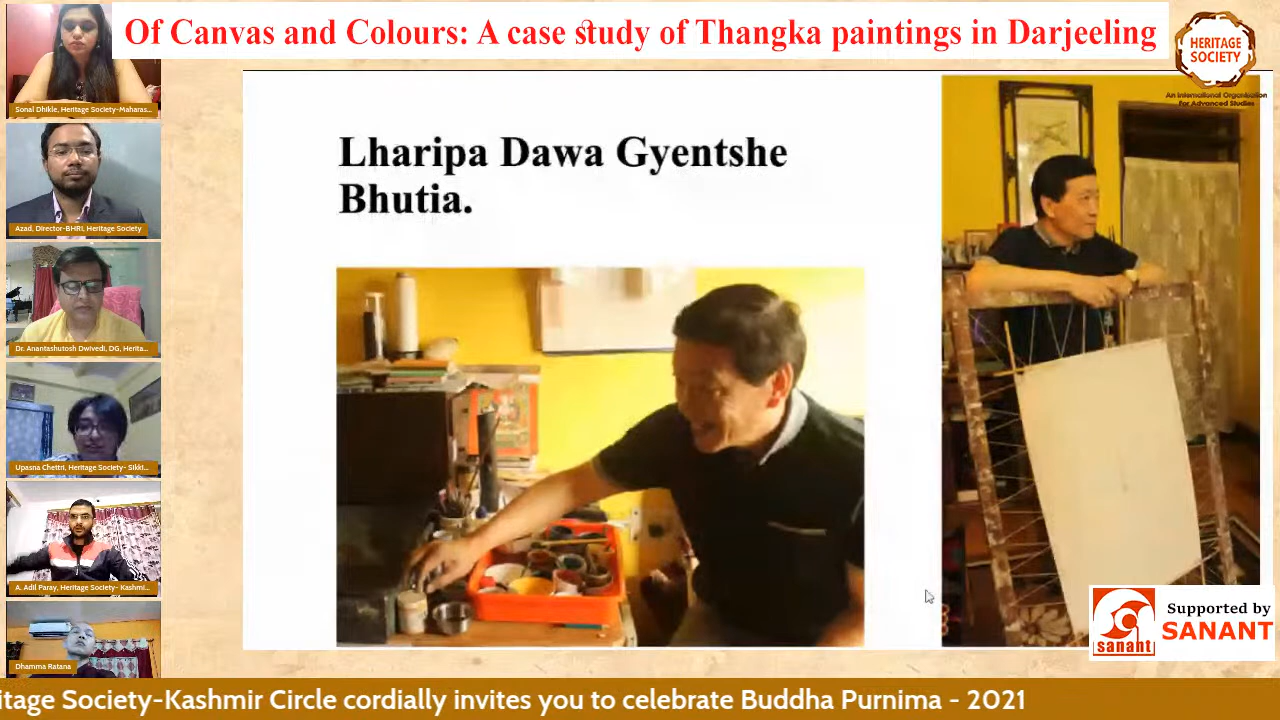 Of Canvas and Colours: A case study of Thangka paintings in Darjeeling
HERITAGE
SOCIETY
An International Organisation
for Advanced Studies
Sonal Dhikle, Heritage Society-Maharas...
Azad, Director-BHRI, Heritage Society
Dr. Anantashutosh Dwivedi, DG, Herita...
Upasna Chettri, Heritage Society- Sikki...
A. Adil Paray, Heritage Society- Kashmi...
Dhamma Ratana
Lharipa Dawa Gyentshe
Bhutia.
sanant
Supported by
SANANT
itage Society-Kashmir Circle cordially invites you to celebrate Buddha Purnima - 2021